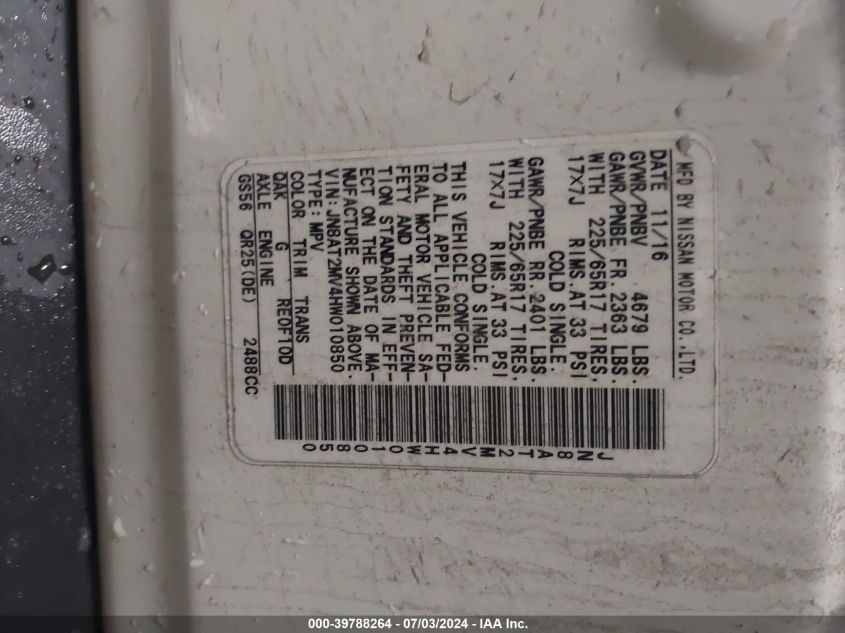 MFD BY NISSAN MOTOR CO.,LTD.
DATE 11/16
GVWR/PNBV 4679 LBS.
GAWR/PNBE FR.2363 LBS.
WITH 225/65R17 TIRES,
17X7J RIMS.AT 33 PSI
COLD SINGLE.
GAWR/PNBE RR.2401 LBS.
WITH 225/65R17 TIRES,
17X7J RIMS.AT 33 PSI
COLD SINGLE.
THIS VEHICLE CONFORMS
TO ALL APPLICABLE FED-
ERAL MOTOR VEHICLE SA-
FETY AND THEFT PREVEN-
TION STANDARDS IN EFF-
ECT ON THE DATE OF MA-
NUFACTURE SHOWN ABOVE.
VIN:JN8AT2MV4HW010850
TYPE:MPV
COLOR TRIM TRANS
QAK G RE0F10D
AXLE ENGINE
GS56 QR25(DE) 2488CC
JN8AT2MV4HW010850
000-39788264 - 07/03/2024 - IAA Inc.